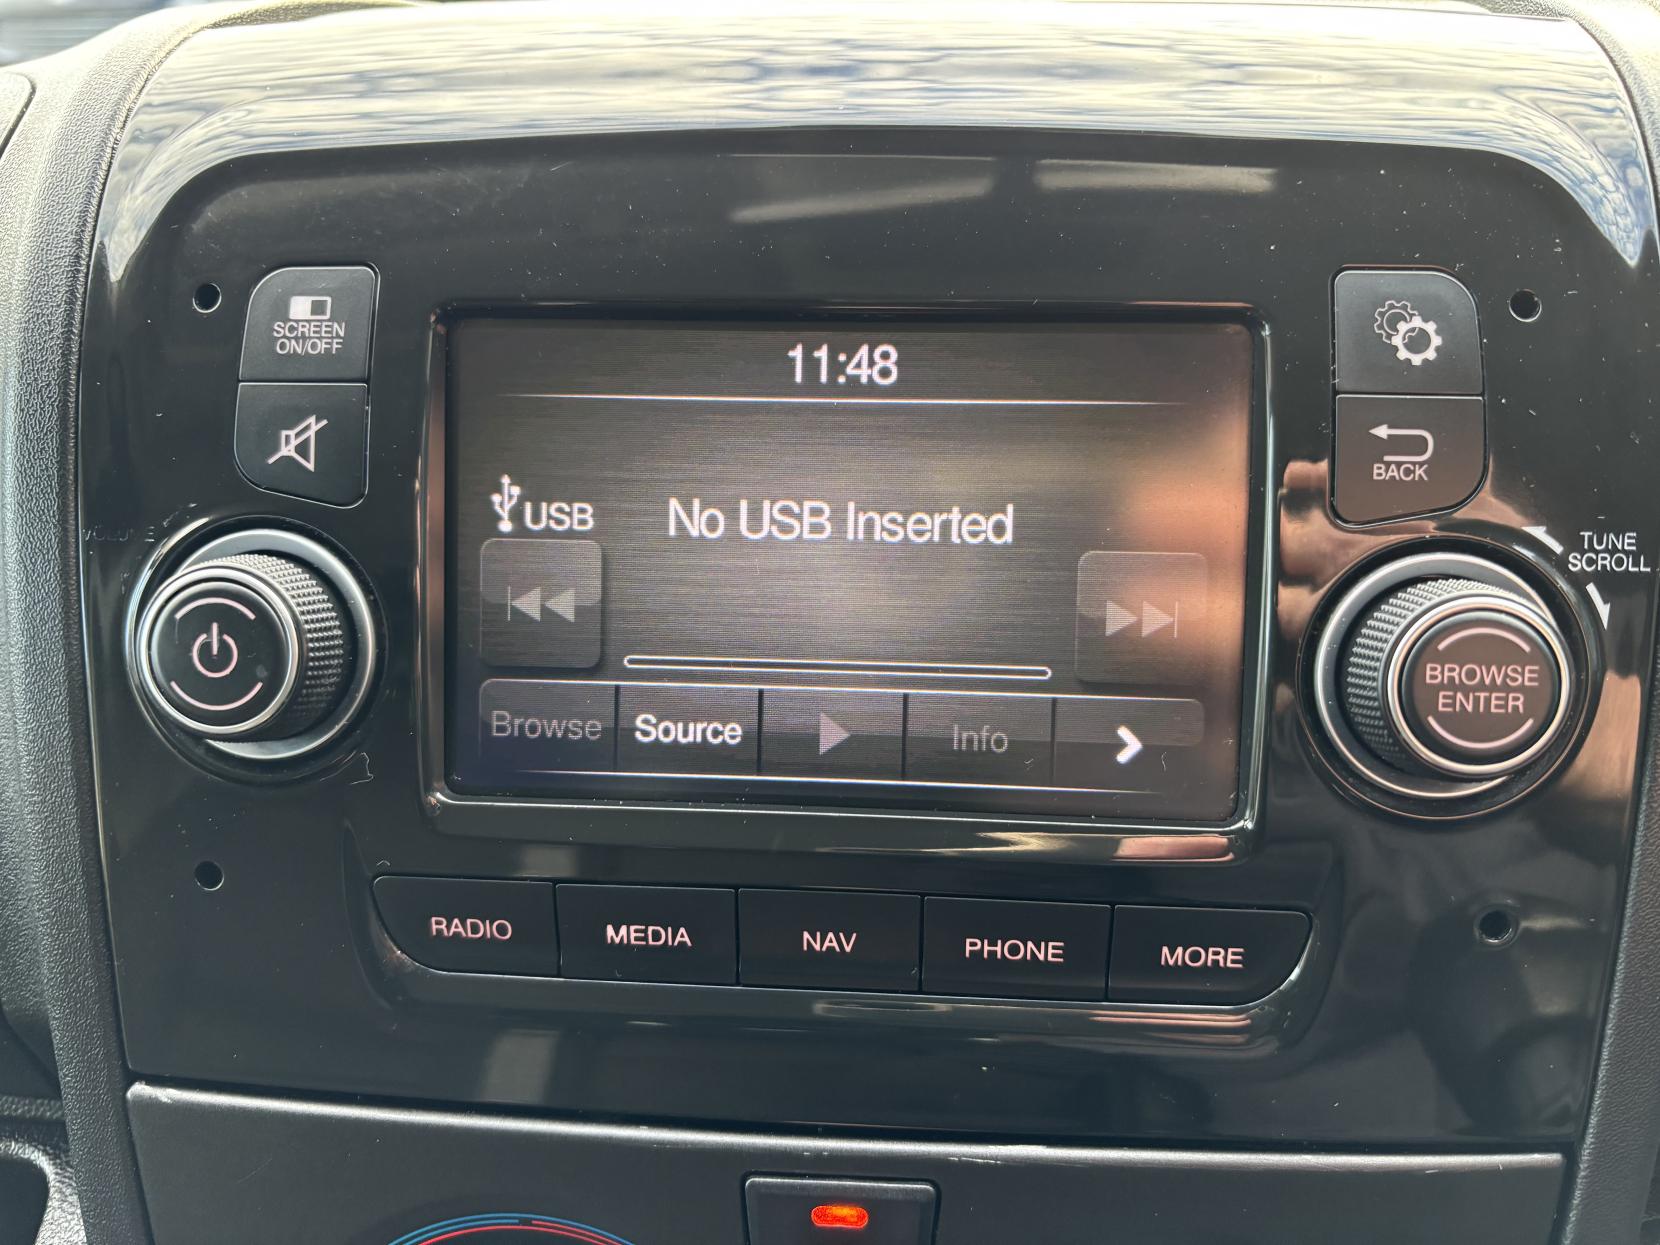 11:48
SCREEN
ON/OFF
BACK
USB
No USB Inserted
VOLUME
TUNE
SCROLL
BROWSE
ENTER
Browse
Source
Info
RADIO
MEDIA
NAV
PHONE
MORE